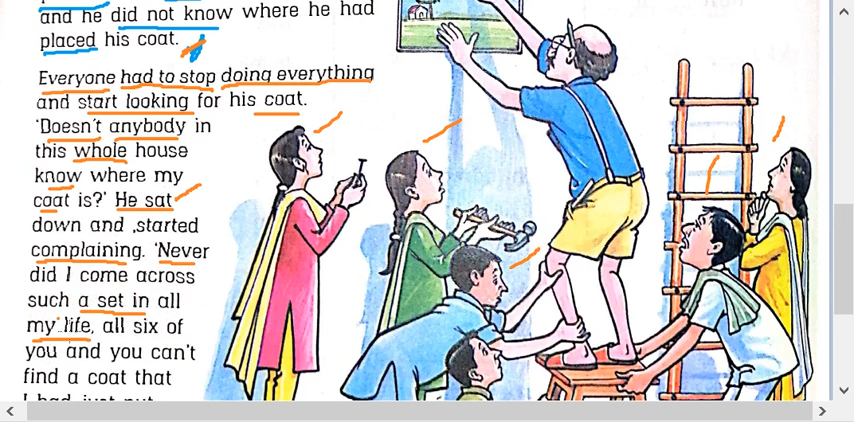 and he did not know where he had
placed his coat.
Everyone had to stop doing everything
and start looking for his coat.
'Doesn't anybody in
this whole house
know where my
coat is?' He sat
down and started
complaining. 'Never
did I come across
such a set in all
my life, all six of
you and you can't
find a coat that
I had just put